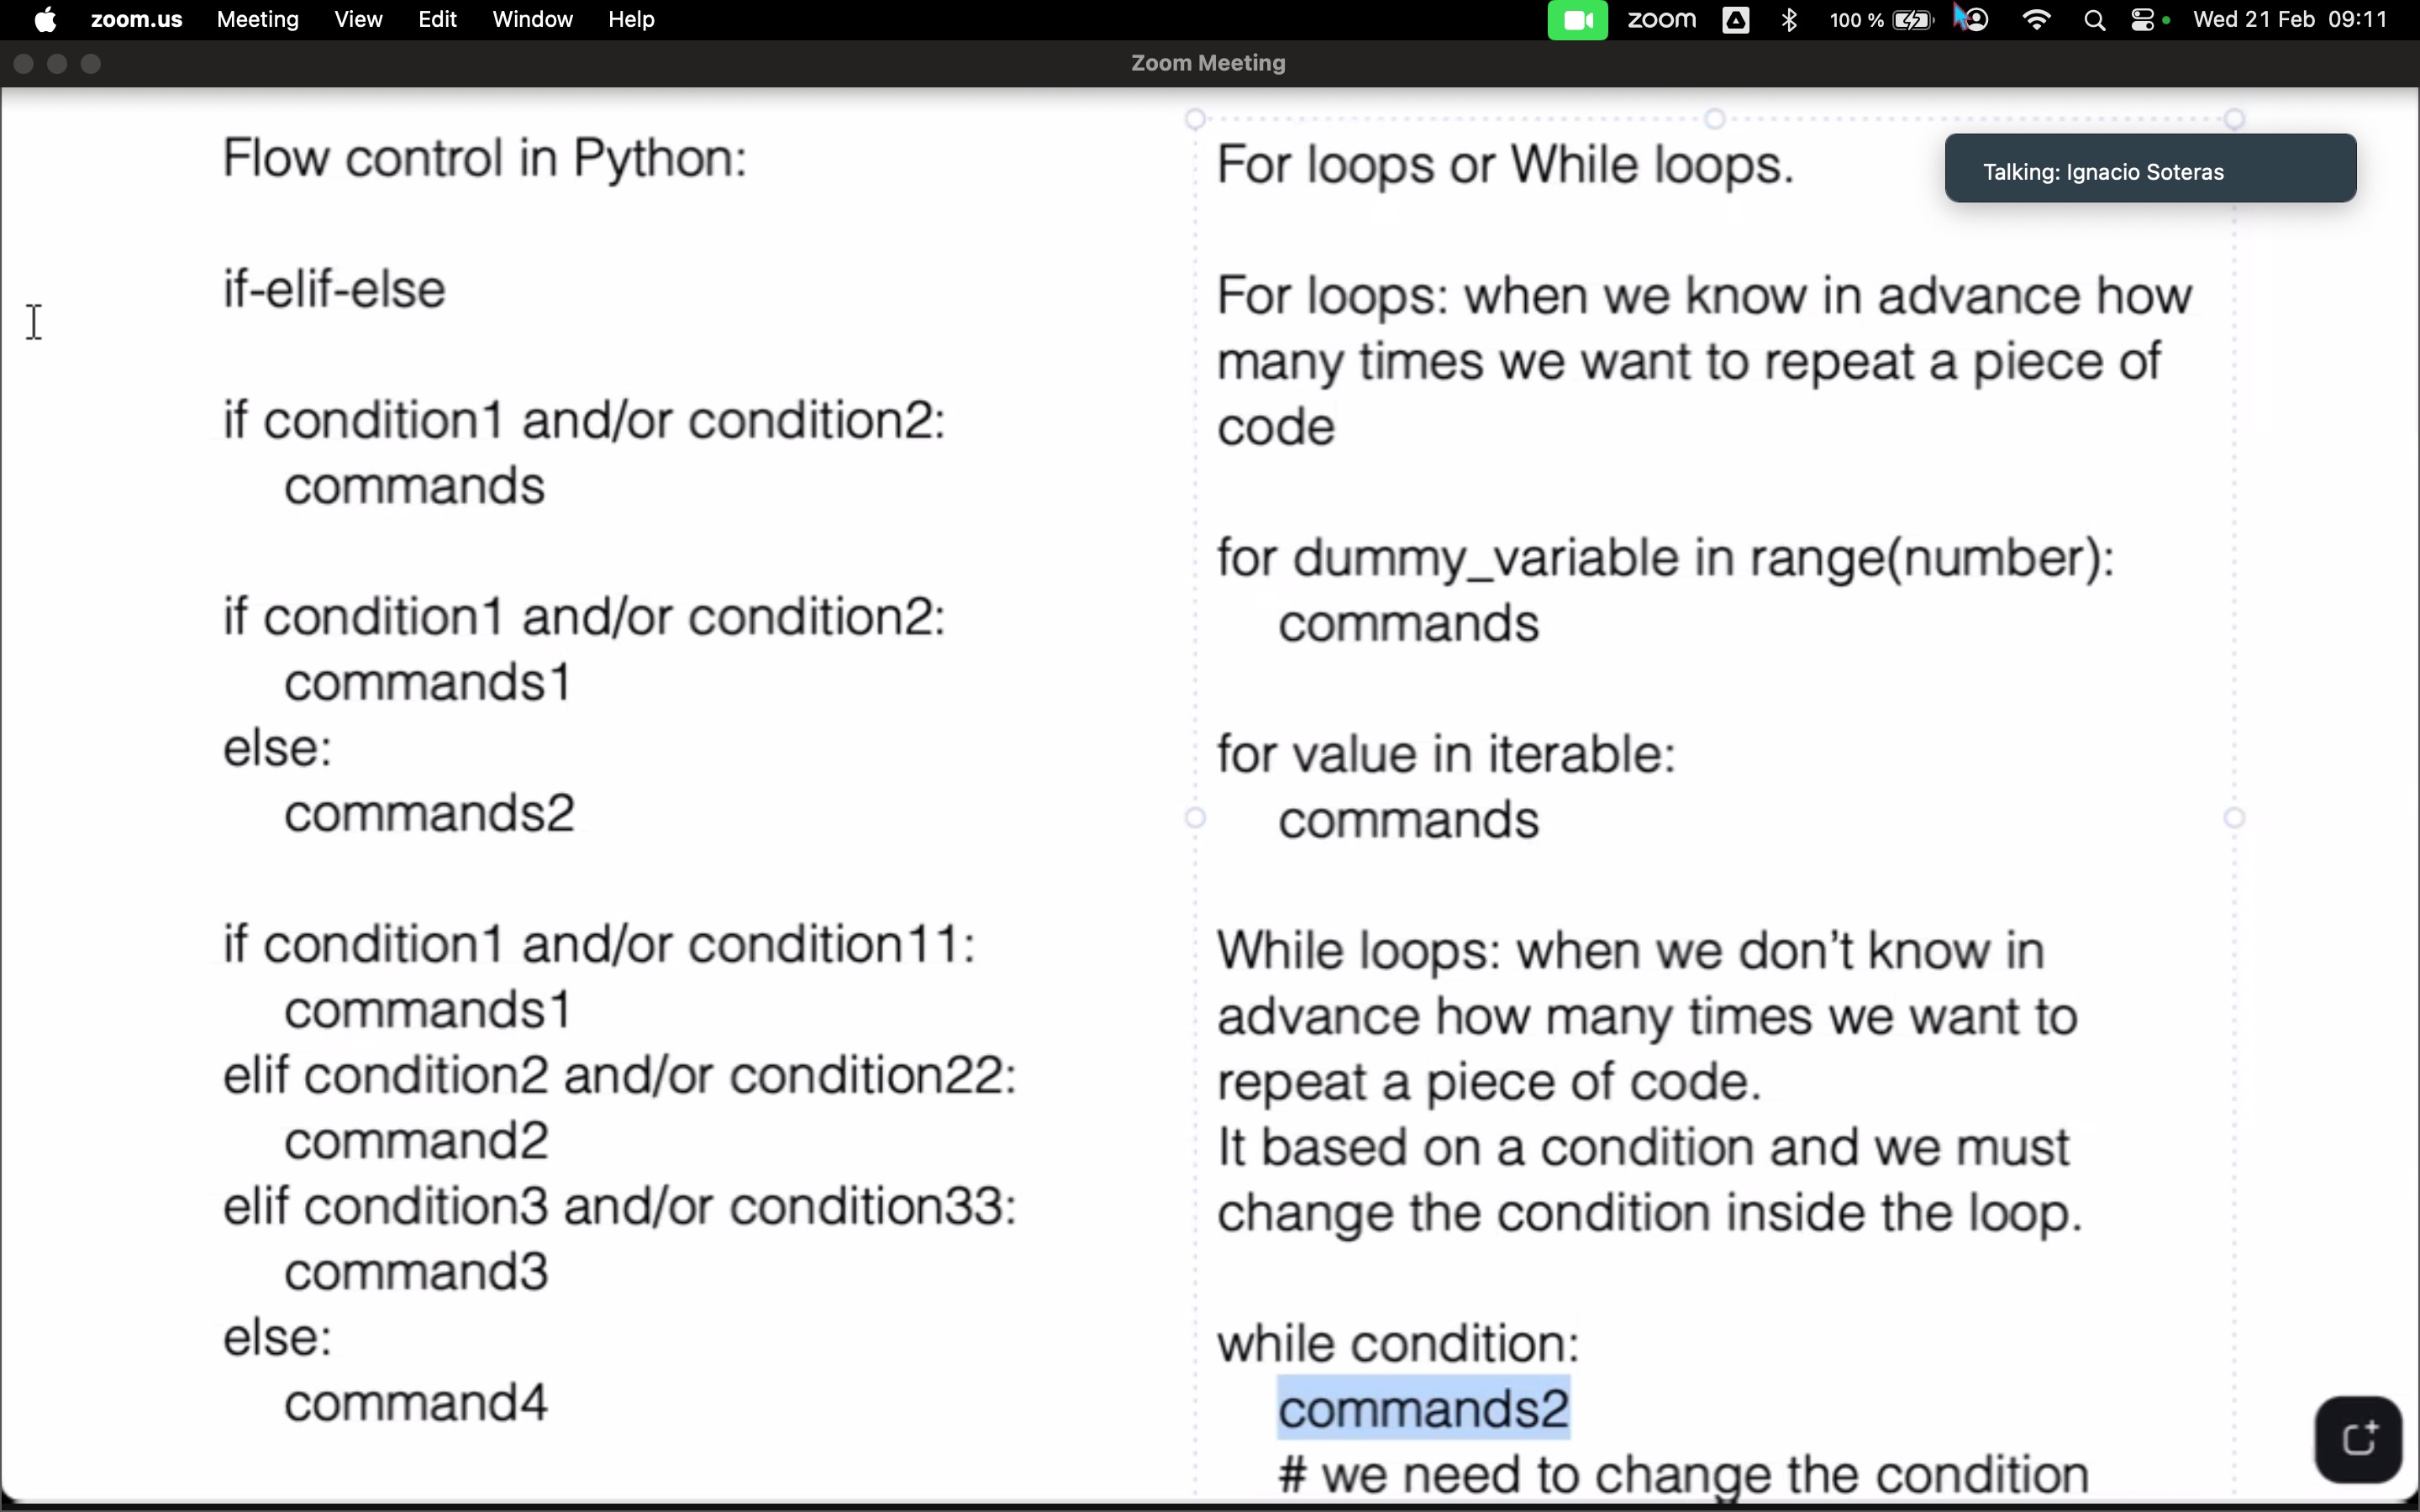 zoom.us Meeting View Edit Window Help zoom 100 % Wed 21 Feb 09:11
Zoom Meeting
Talking: Ignacio Soteras
Flow control in Python:
if-elif-else
if condition1 and/or condition2:
commands
if condition1 and/or condition2:
commands1
else:
commands2
if condition1 and/or condition11:
commands1
elif condition2 and/or condition22:
command2
elif condition3 and/or condition33:
command3
else:
command4
For loops or While loops.
For loops: when we know in advance how
many times we want to repeat a piece of
code
for dummy_variable in range(number):
commands
for value in iterable:
commands
While loops: when we don't know in
advance how many times we want to
repeat a piece of code.
It based on a condition and we must
change the condition inside the loop.
while condition:
commands2
# we need to change the condition